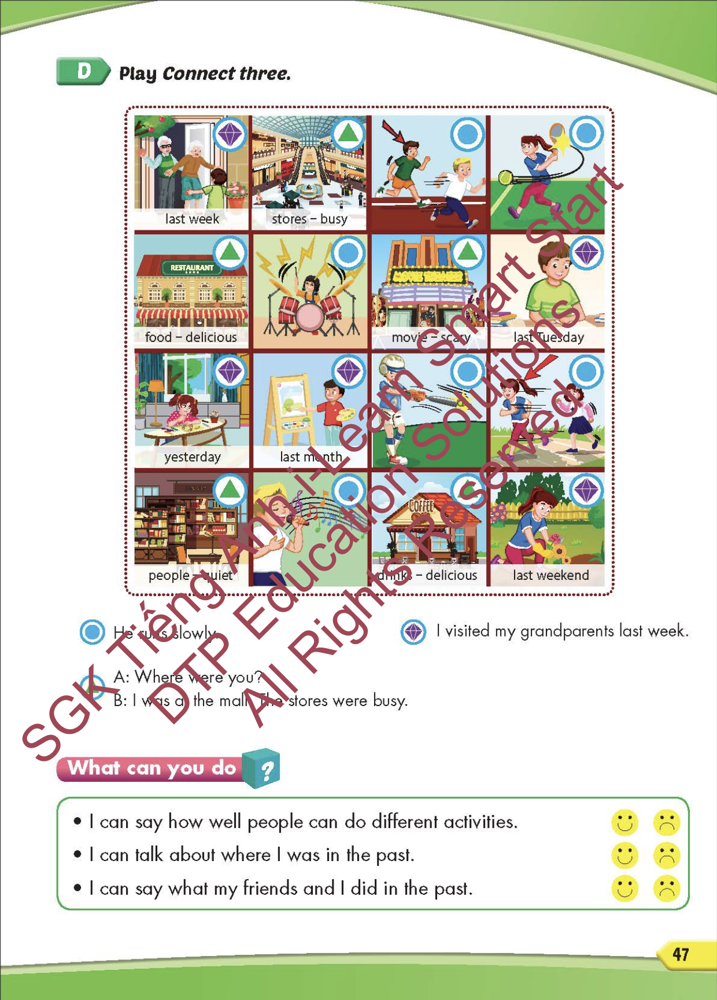 D Play Connect three.
last week
stores – busy
RESTAURANT
food – delicious
MOVIE THEATER
movie – scary
last Tuesday
yesterday
last month
people – quiet
COFFEE
drinks – delicious
last weekend
He runs slowly.
I visited my grandparents last week.
A: Where were you?
B: I was at the mall. The stores were busy.
SGK Tiếng Anh i-Learn Smart Start
DTP Education Solutions
All Rights Reserved
What can you do ?
• I can say how well people can do different activities.
• I can talk about where I was in the past.
• I can say what my friends and I did in the past.
47